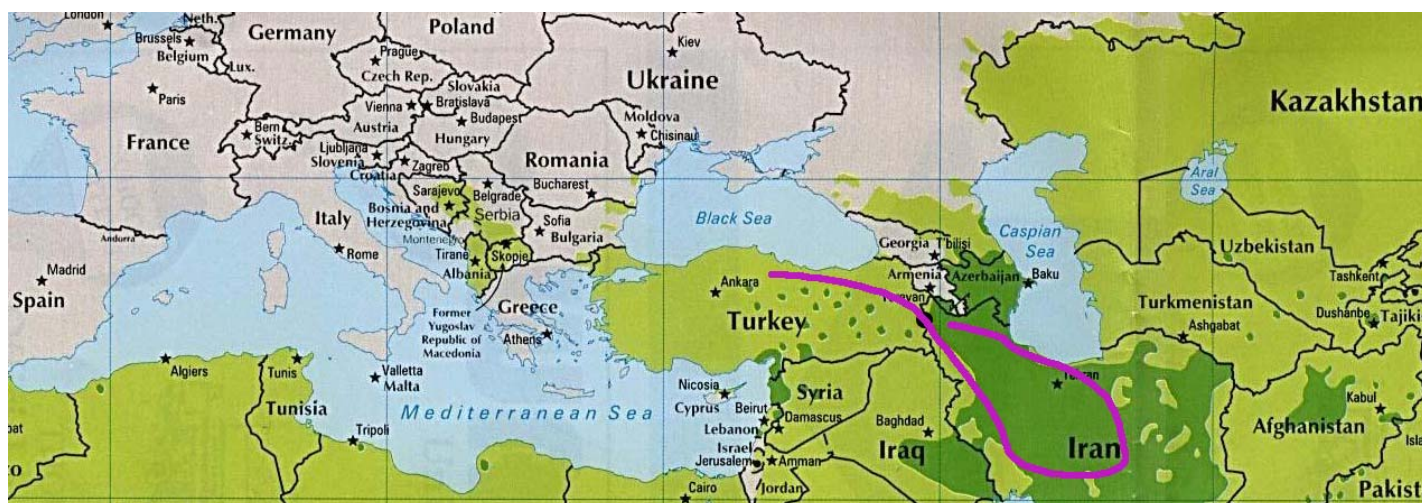 London
Neth.
Brussels
Belgium
Lux.
Germany
Poland
Prague
Czech Rep.
Kiev
Ukraine
Kazakhstan
Paris
France
Slovakia
Vienna
Bratislava
Austria
Budapest
Hungary
Moldova
Chisinau
Bern
Switz.
Ljubljana
Slovenia
Zagreb
Croatia
Romania
Bucharest
Aral
Sea
Sarajevo
Bosnia and
Herzegovina
Belgrade
Serbia
Montenegro
Sofia
Bulgaria
Black Sea
Caspian
Sea
Georgia
T'bilisi
Uzbekistan
Tashkent
Andorra
Italy
Rome
Tirane
Albania
Skopje
Armenia
Azerbaijan
Baku
Madrid
Spain
Former
Yugoslav
Republic of
Macedonia
Greece
Athens
Ankara
Turkey
Turkmenistan
Ashgabat
Dushanbe
Tajiki
Algiers
Tunis
Tunisia
Valletta
Malta
Mediterranean Sea
Nicosia
Cyprus
Syria
Beirut
Lebanon
Damascus
Baghdad
Iraq
Iran
Kabul
Afghanistan
Tripoli
Israel
Jerusalem
Amman
Jordan
Cairo
Pakist